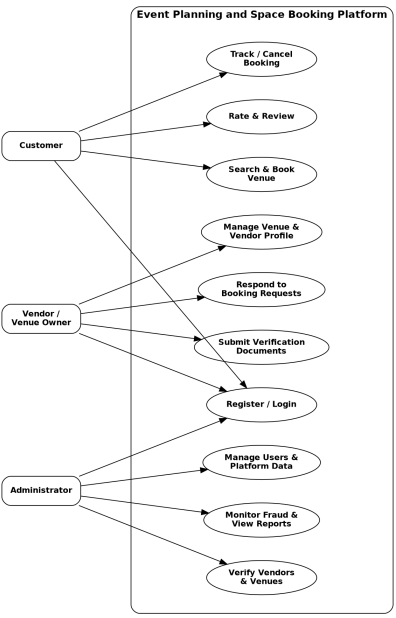 Event Planning and Space Booking Platform
Track / Cancel
Booking
Rate & Review
Customer
Search & Book
Venue
Manage Venue &
Vendor Profile
Respond to
Booking Requests
Vendor /
Venue Owner
Submit Verification
Documents
Register / Login
Manage Users &
Platform Data
Administrator
Monitor Fraud &
View Reports
Verify Vendors
& Venues